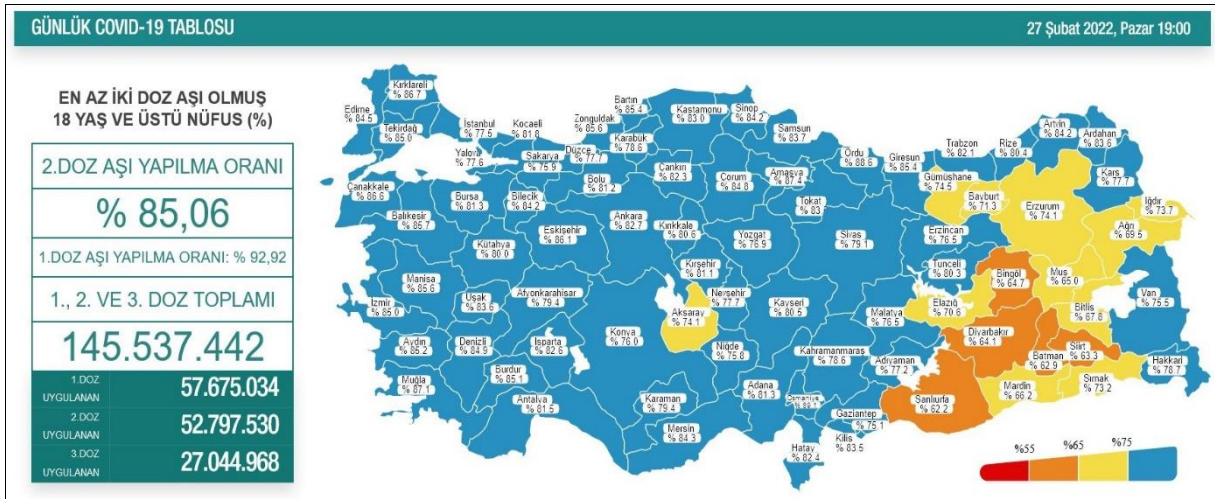 GÜNLÜK COVID-19 TABLOSU
27 Şubat 2022, Pazar 19:00
EN AZ İKİ DOZ AŞI OLMUŞ
18 YAŞ VE ÜSTÜ NÜFUS (%)
2.DOZ AŞI YAPILMA ORANI
% 85,06
1.DOZ AŞI YAPILMA ORANI: % 92,92
1., 2. VE 3. DOZ TOPLAMI
145.537.442
1.DOZ
UYGULANAN
57.675.034
2.DOZ
UYGULANAN
52.797.530
3.DOZ
UYGULANAN
27.044.968
Kırklareli
% 86.7
Edirne
% 84.5
Tekirdağ
% 85.0
İstanbul
% 77.5
Kocaeli
% 81.8
Yalova
% 77.6
Sakarya
% 75.9
Düzce
% 77.7
Zonguldak
% 85.6
Bartın
% 85.4
Karabük
% 78.6
Kastamonu
% 83.0
Sinop
% 84.2
Samsun
% 83.7
Ordu
% 88.6
Giresun
% 85.4
Trabzon
% 82.1
Rize
% 80.4
Artvin
% 84.2
Ardahan
% 83.6
Kars
% 77.7
Iğdır
% 73.7
Ağrı
% 69.5
Erzurum
% 74.1
Bayburt
% 71.3
Gümüşhane
% 74.5
Çanakkale
% 86.6
Balıkesir
% 85.7
Bursa
% 81.3
Bilecik
% 84.2
Bolu
% 81.2
Çankırı
% 82.3
Çorum
% 84.8
Amasya
% 87.4
Tokat
% 83
Kütahya
% 80.0
Eskişehir
% 86.1
Ankara
% 82.7
Kırıkkale
% 80.6
Yozgat
% 76.9
Sivas
% 79.1
Erzincan
% 76.5
Tunceli
% 80.3
Bingöl
% 64.7
Muş
% 65.0
Bitlis
% 67.8
Van
% 75.5
Manisa
% 85.6
İzmir
% 85.0
Uşak
% 83.6
Afyonkarahisar
% 79.4
Kırşehir
% 81.1
Nevşehir
% 77.7
Aksaray
% 74.1
Kayseri
% 80.5
Malatya
% 76.5
Elazığ
% 70.6
Diyarbakır
% 64.1
Batman
% 62.9
Siirt
% 63.3
Hakkari
% 78.7
Şırnak
% 73.2
Mardin
% 66.2
Şanlıurfa
% 62.2
Adıyaman
% 77.2
Kahramanmaraş
% 78.6
Niğde
% 75.8
Konya
% 76.0
Isparta
% 82.6
Denizli
% 84.9
Aydın
% 85.2
Muğla
% 87.1
Burdur
% 85.1
Antalya
% 81.5
Karaman
% 79.4
Mersin
% 84.3
Adana
% 81.3
Osmaniye
Gaziantep
% 75.1
Kilis
% 83.5
Hatay
% 82.4
%55
%65
%75